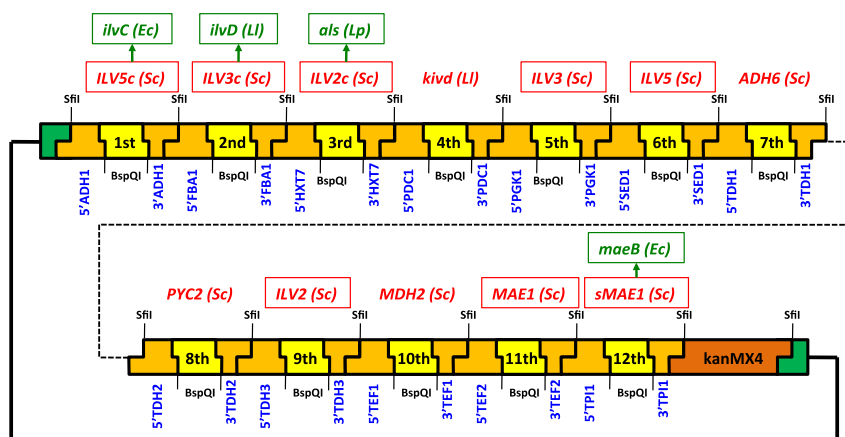 ilvC (Ec) ilvD (Ll) als (Lp)
ILV5c (Sc) ILV3c (Sc) ILV2c (Sc) kivd (Ll) ILV3 (Sc) ILV5 (Sc) ADH6 (Sc)
SfiI SfiI SfiI SfiI SfiI SfiI SfiI SfiI
1st 2nd 3rd 4th 5th 6th 7th
BspQI BspQI BspQI BspQI BspQI BspQI BspQI
5’ADH1 3’ADH1 5’FBA1 3’FBA1 5’HXT7 3’HXT7 5’PDC1 3’PDC1 5’PGK1 3’PGK1 5’SED1 3’SED1 5’TDH1 3’TDH1
maeB (Ec)
PYC2 (Sc) ILV2 (Sc) MDH2 (Sc) MAE1 (Sc) sMAE1 (Sc)
SfiI SfiI SfiI SfiI SfiI SfiI SfiI
8th 9th 10th 11th 12th kanMX4
BspQI BspQI BspQI BspQI BspQI
5’TDH2 3’TDH2 5’TDH3 3’TDH3 5’TEF1 3’TEF1 5’TEF2 3’TEF2 5’TPI1 3’TPI1